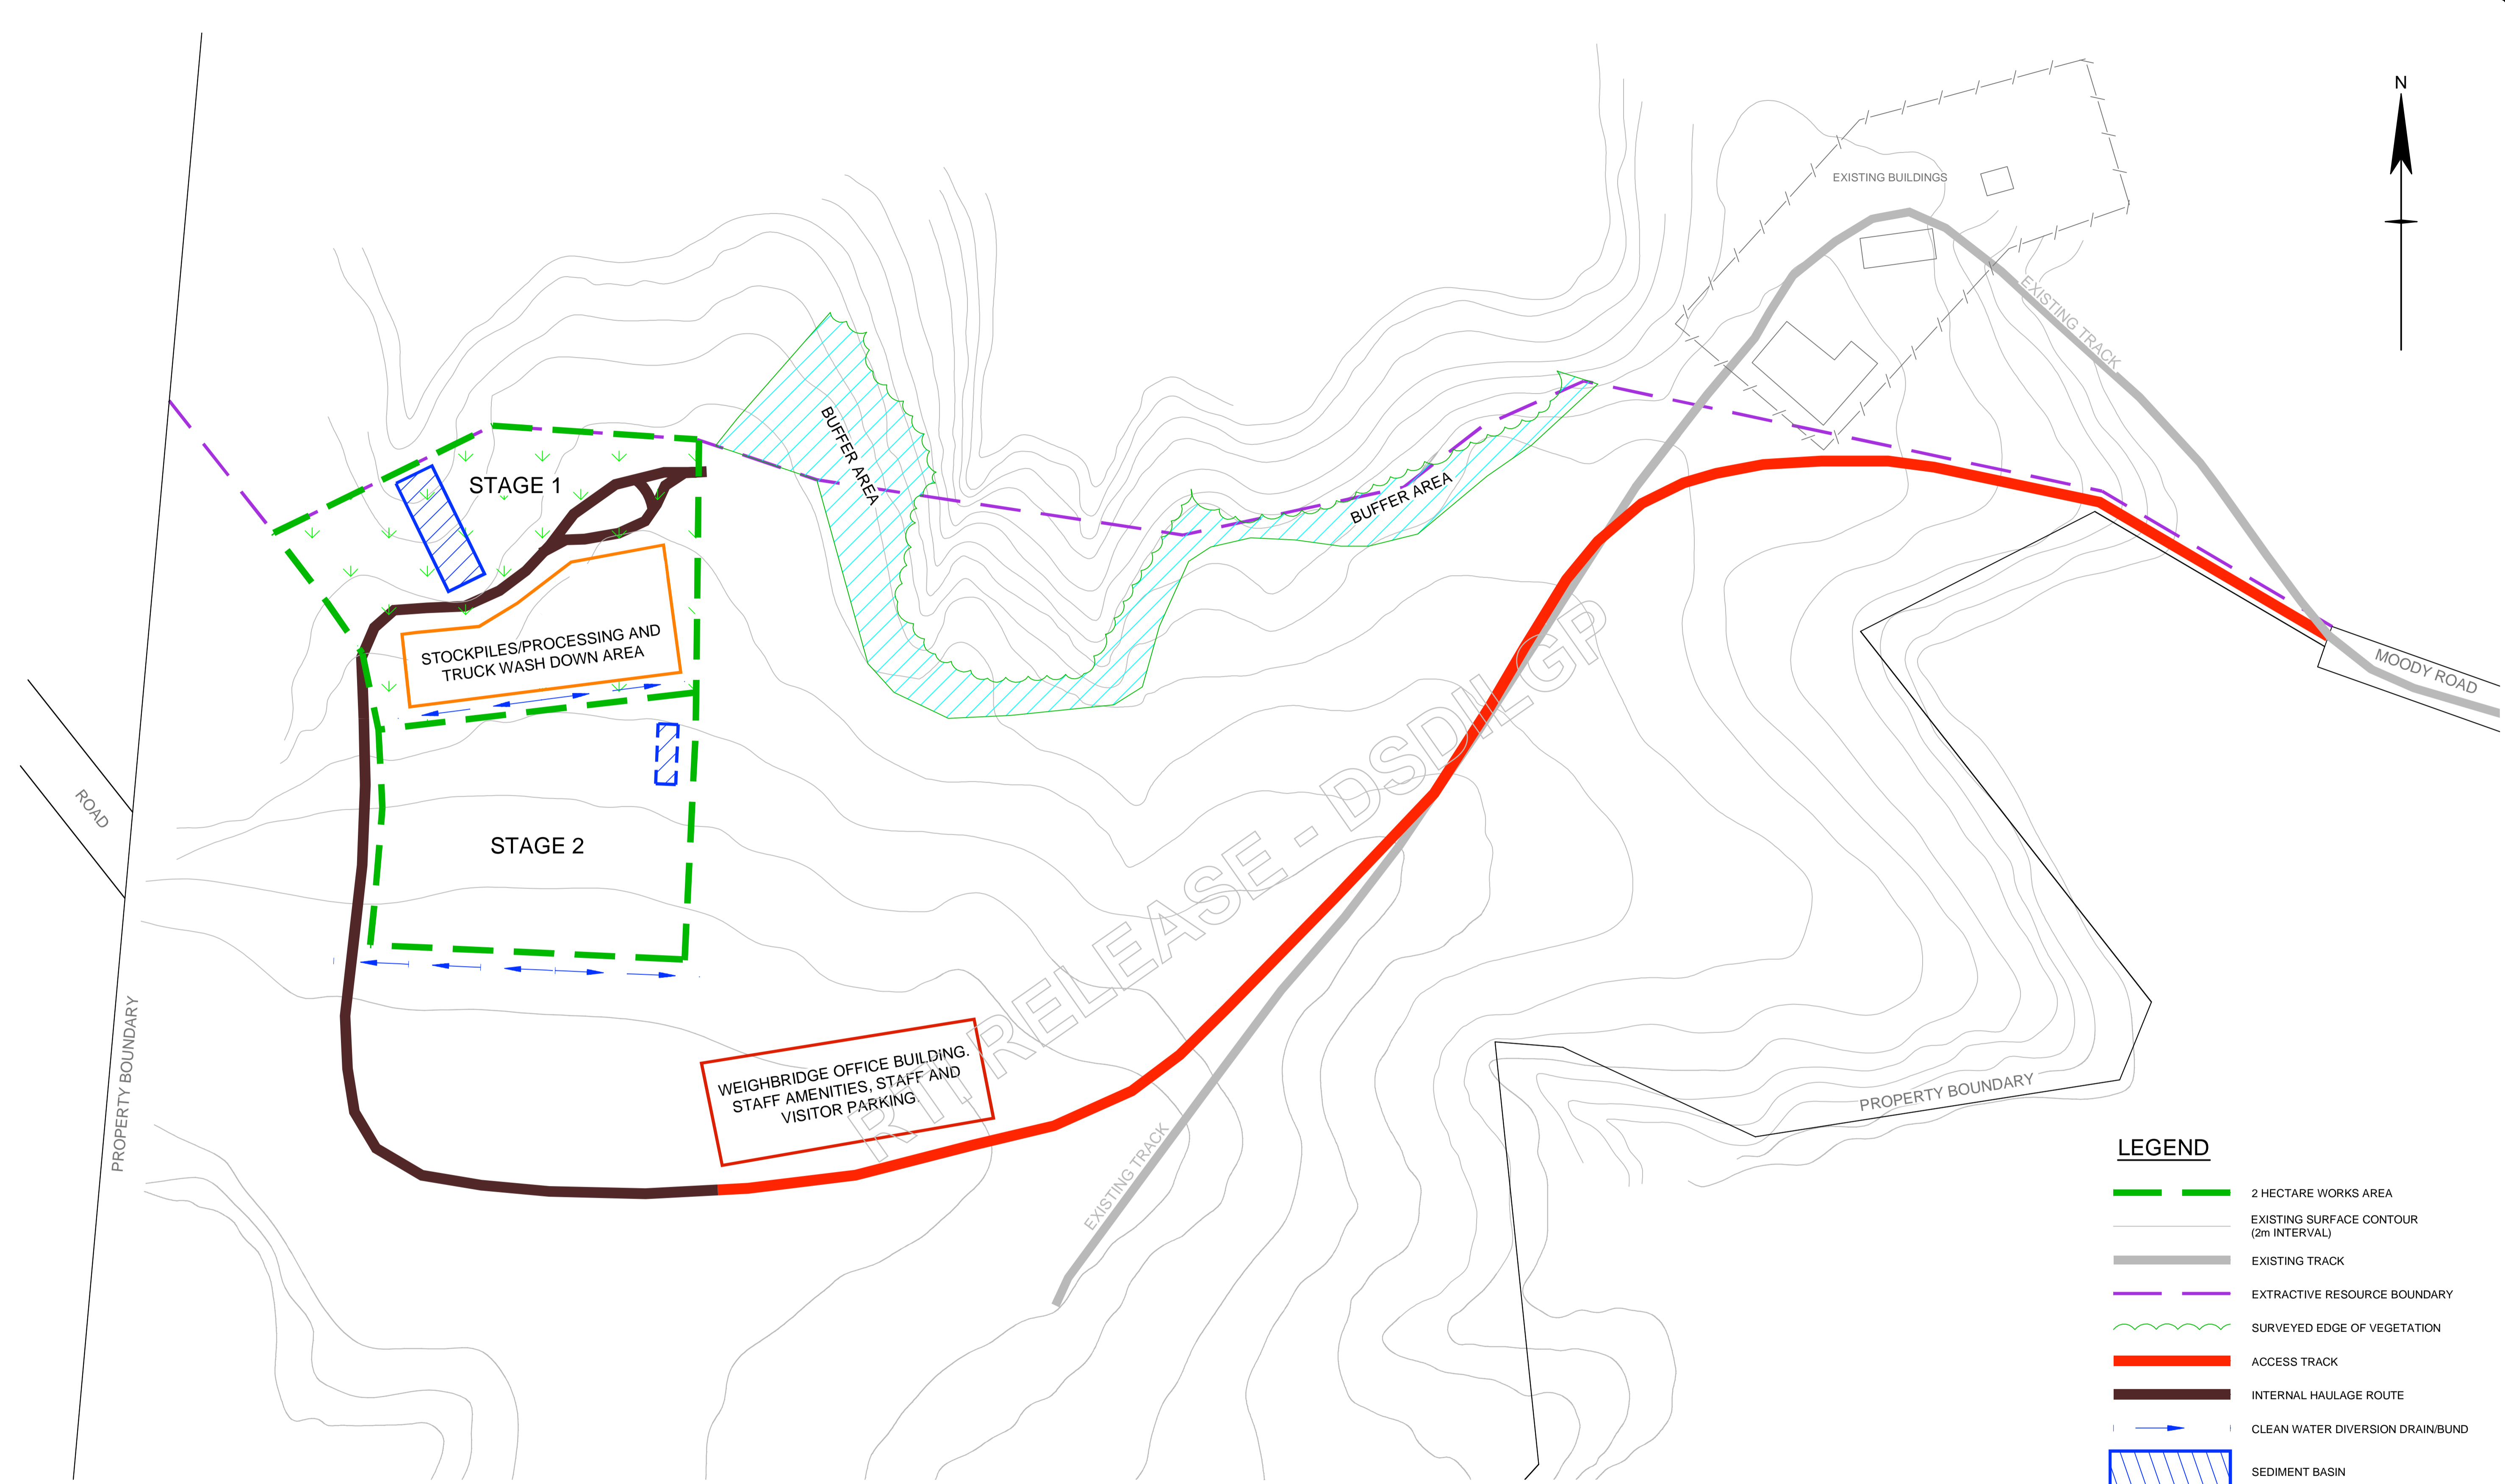 N
EXISTING BUILDINGS
EXISTING TRACK
BUFFER AREA
STAGE 1
BUFFER AREA
STOCKPILES/PROCESSING AND
TRUCK WASH DOWN AREA
MOODY ROAD
ROAD
STAGE 2
RTI RELEASE - DSDILGP
PROPERTY BOUNDARY
WEIGHBRIDGE OFFICE BUILDING.
STAFF AMENITIES, STAFF AND
VISITOR PARKING.
EXISTING TRACK
PROPERTY BOUNDARY
LEGEND
2 HECTARE WORKS AREA
EXISTING SURFACE CONTOUR
(2m INTERVAL)
EXISTING TRACK
EXTRACTIVE RESOURCE BOUNDARY
SURVEYED EDGE OF VEGETATION
ACCESS TRACK
INTERNAL HAULAGE ROUTE
CLEAN WATER DIVERSION DRAIN/BUND
SEDIMENT BASIN